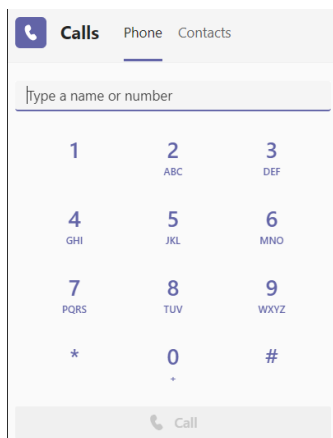 Calls Phone Contacts
Type a name or number
1 2 3
ABC DEF
4 5 6
GHI JKL MNO
7 8 9
PQRS TUV WXYZ
* 0 #
+
Call